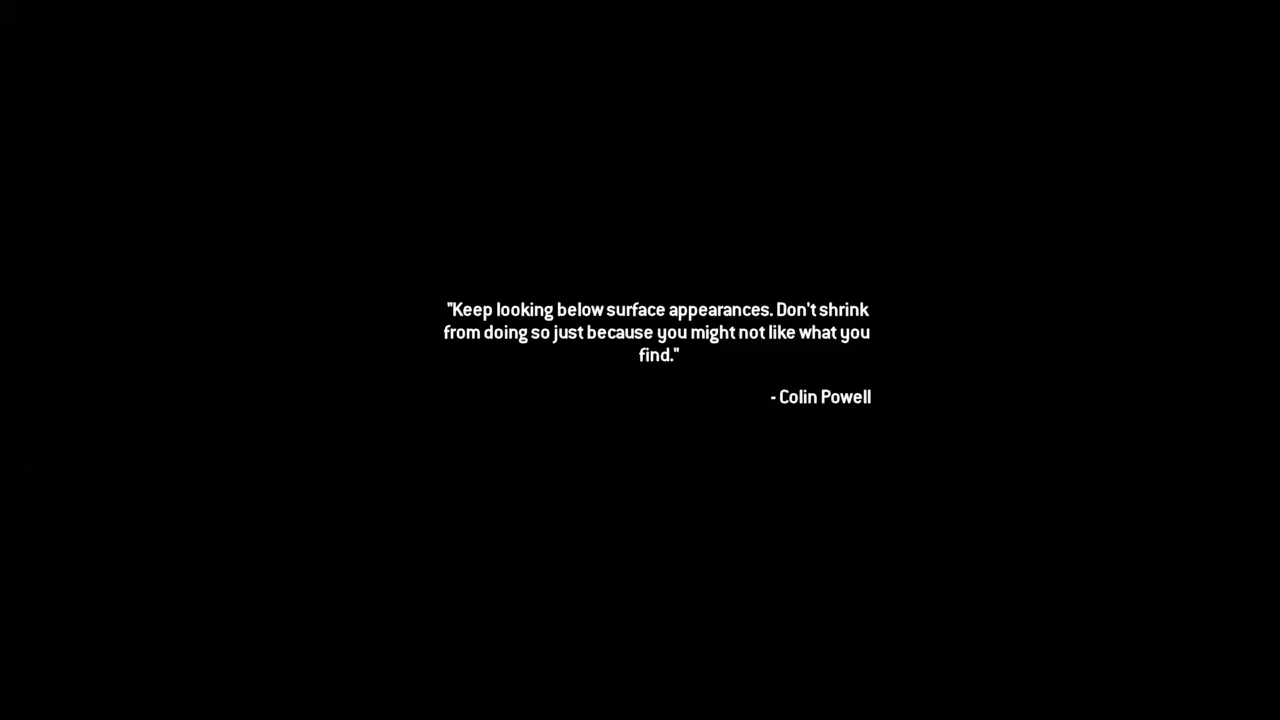 "Keep looking below surface appearances. Don't shrink
from doing so just because you might not like what you
find."
- Colin Powell